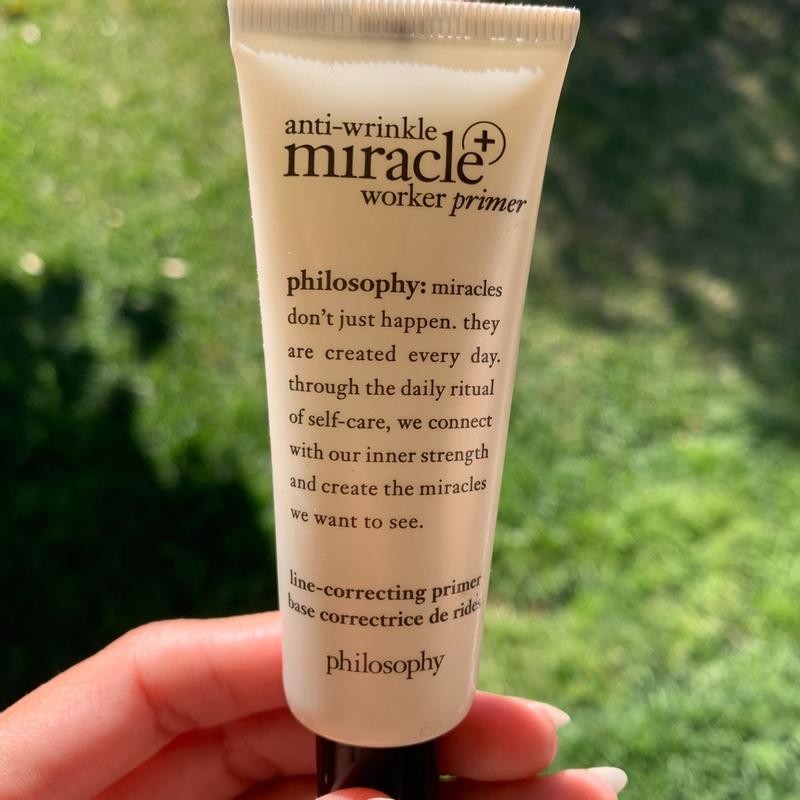 anti-wrinkle
miracle+
worker primer
philosophy: miracles
don't just happen. they
are created every day.
through the daily ritual
of self-care, we connect
with our inner strength
and create the miracles
we want to see.
line-correcting primer
base correctrice de rides
philosophy